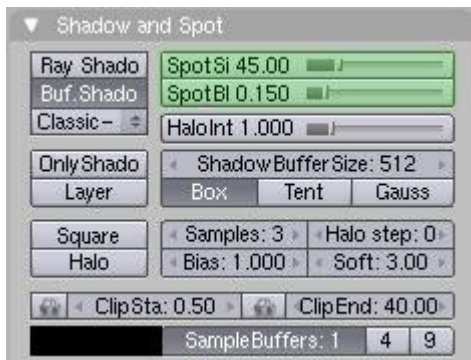 Shadow and Spot
Ray Shado SpotSi 45.00
Buf.Shado SpotBl 0.150
Classic- HaloInt 1.000
OnlyShado ShadowBufferSize: 512
Layer Box Tent Gauss
Square Samples: 3 Halo step: 0
Halo Bias: 1.000 Soft: 3.00
ClipSta: 0.50 ClipEnd: 40.00
SampleBuffers: 1 4 9